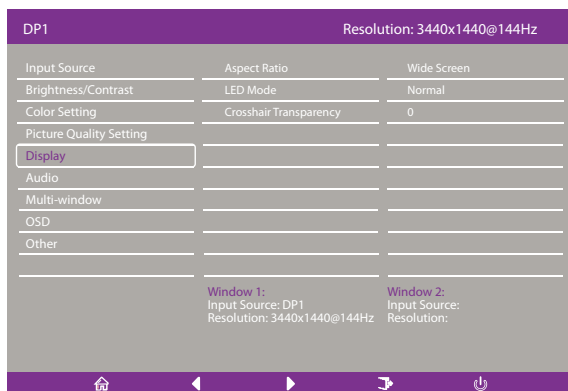 DP1 Resolution: 3440x1440@144Hz
Input Source Aspect Ratio Wide Screen
Brightness/Contrast LED Mode Normal
Color Setting Crosshair Transparency 0
Picture Quality Setting
Display
Audio
Multi-window
OSD
Other
Window 1: Window 2:
Input Source: DP1 Input Source:
Resolution: 3440x1440@144Hz Resolution: